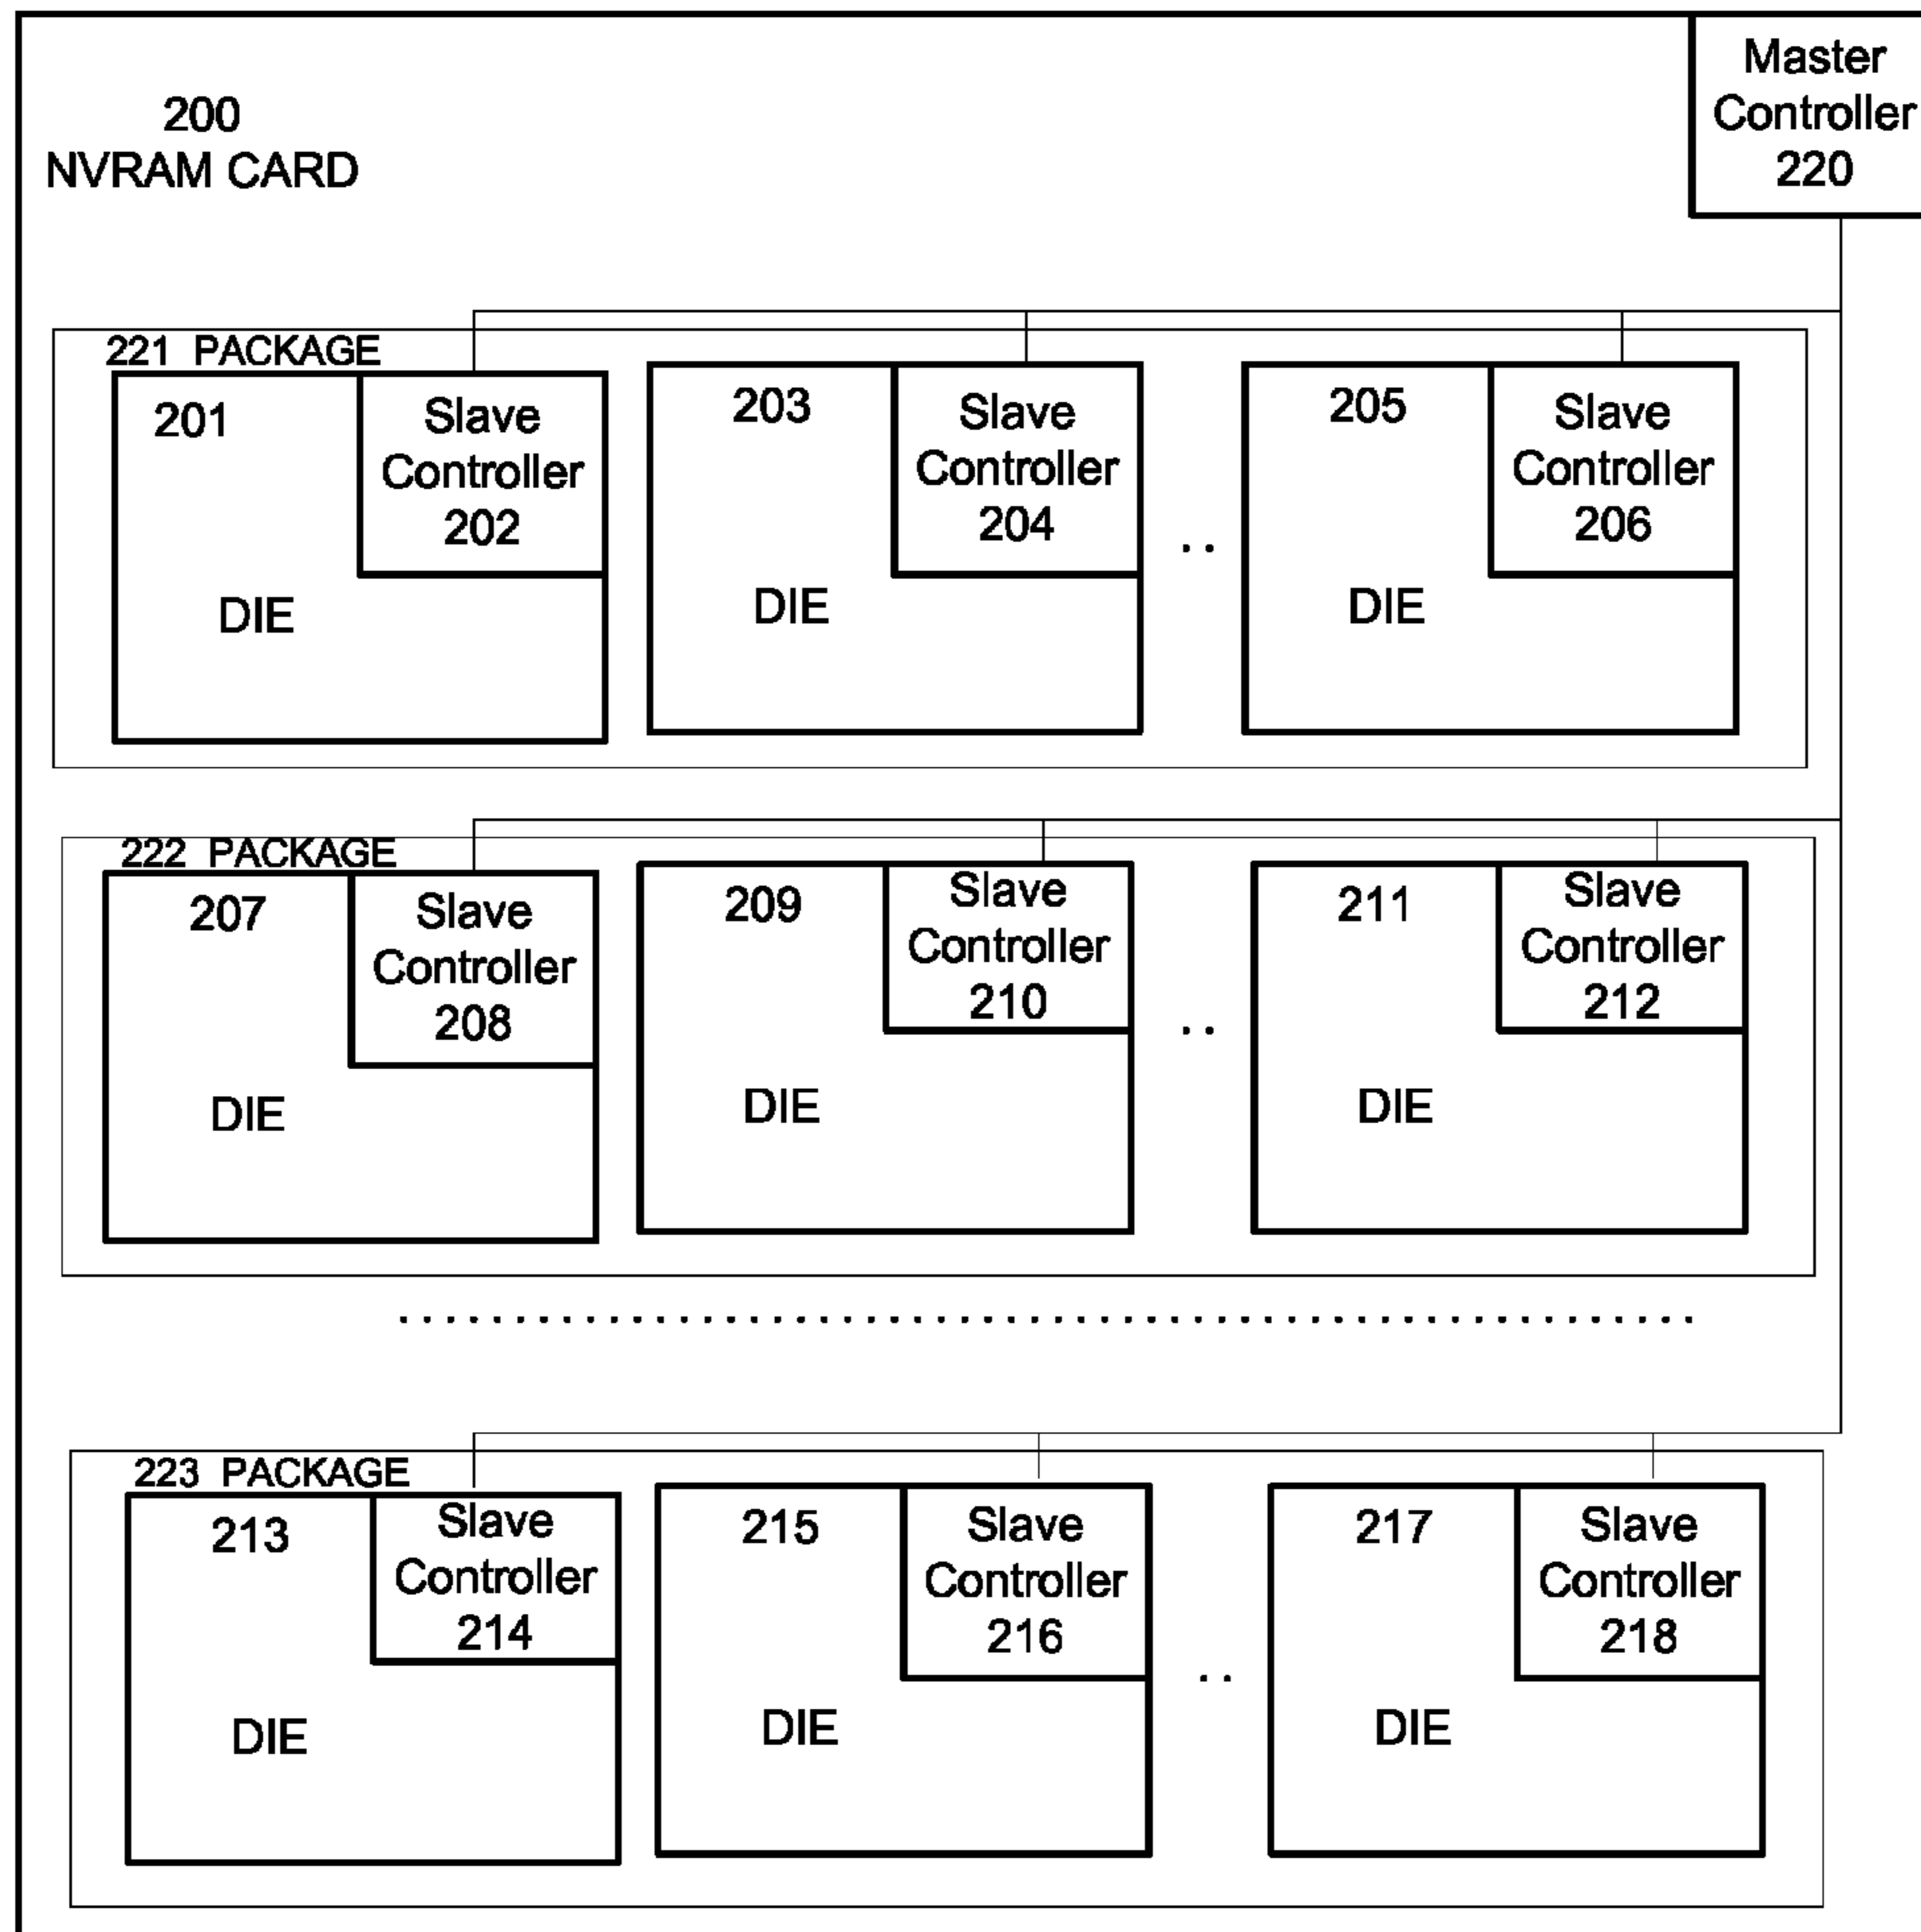 200
NVRAM CARD
Master
Controller
220
221 PACKAGE
201
Slave
Controller
202
DIE
203
Slave
Controller
204
DIE
..
205
Slave
Controller
206
DIE
222 PACKAGE
207
Slave
Controller
208
DIE
209
Slave
Controller
210
DIE
..
211
Slave
Controller
212
DIE
223 PACKAGE
213
Slave
Controller
214
DIE
215
Slave
Controller
216
DIE
..
217
Slave
Controller
218
DIE